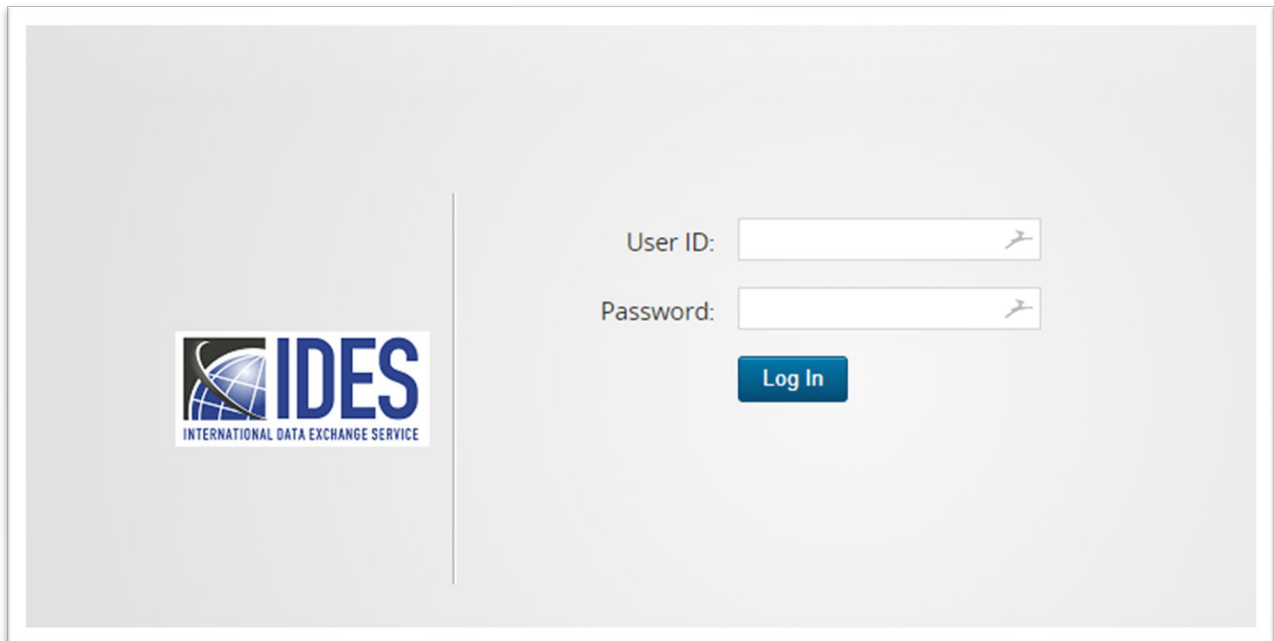 User ID:
Password:
Log In
IDES
INTERNATIONAL DATA EXCHANGE SERVICE